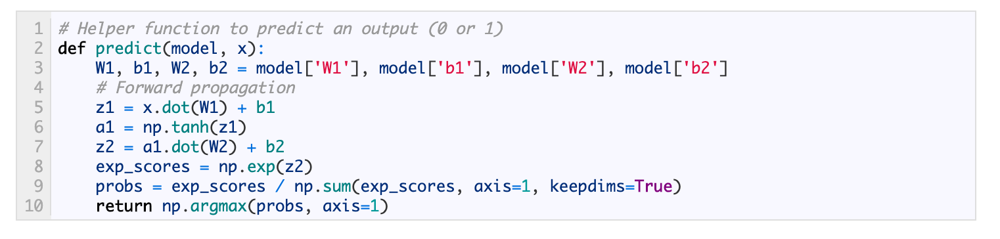 1 # Helper function to predict an output (0 or 1)
2 def predict(model, x):
3     W1, b1, W2, b2 = model['W1'], model['b1'], model['W2'], model['b2']
4     # Forward propagation
5     z1 = x.dot(W1) + b1
6     a1 = np.tanh(z1)
7     z2 = a1.dot(W2) + b2
8     exp_scores = np.exp(z2)
9     probs = exp_scores / np.sum(exp_scores, axis=1, keepdims=True)
10     return np.argmax(probs, axis=1)